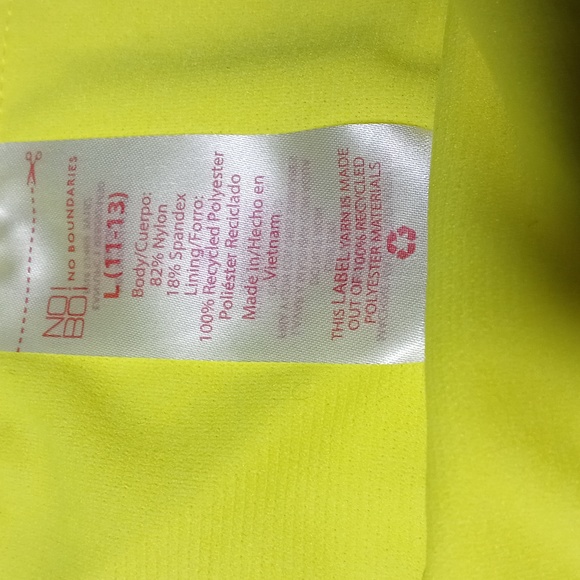 NO!
BO!
NO BOUNDARIES
L(11-13)
Body/Cuerpo:
82% Nylon
18% Spandex
Lining/Forro:
100% Recycled Polyester
Poliéster Reciclado
Made in/Hecho en
Vietnam
THIS LABEL YARN IS MADE
OUT OF 100% RECYCLED
POLYESTER MATERIALS